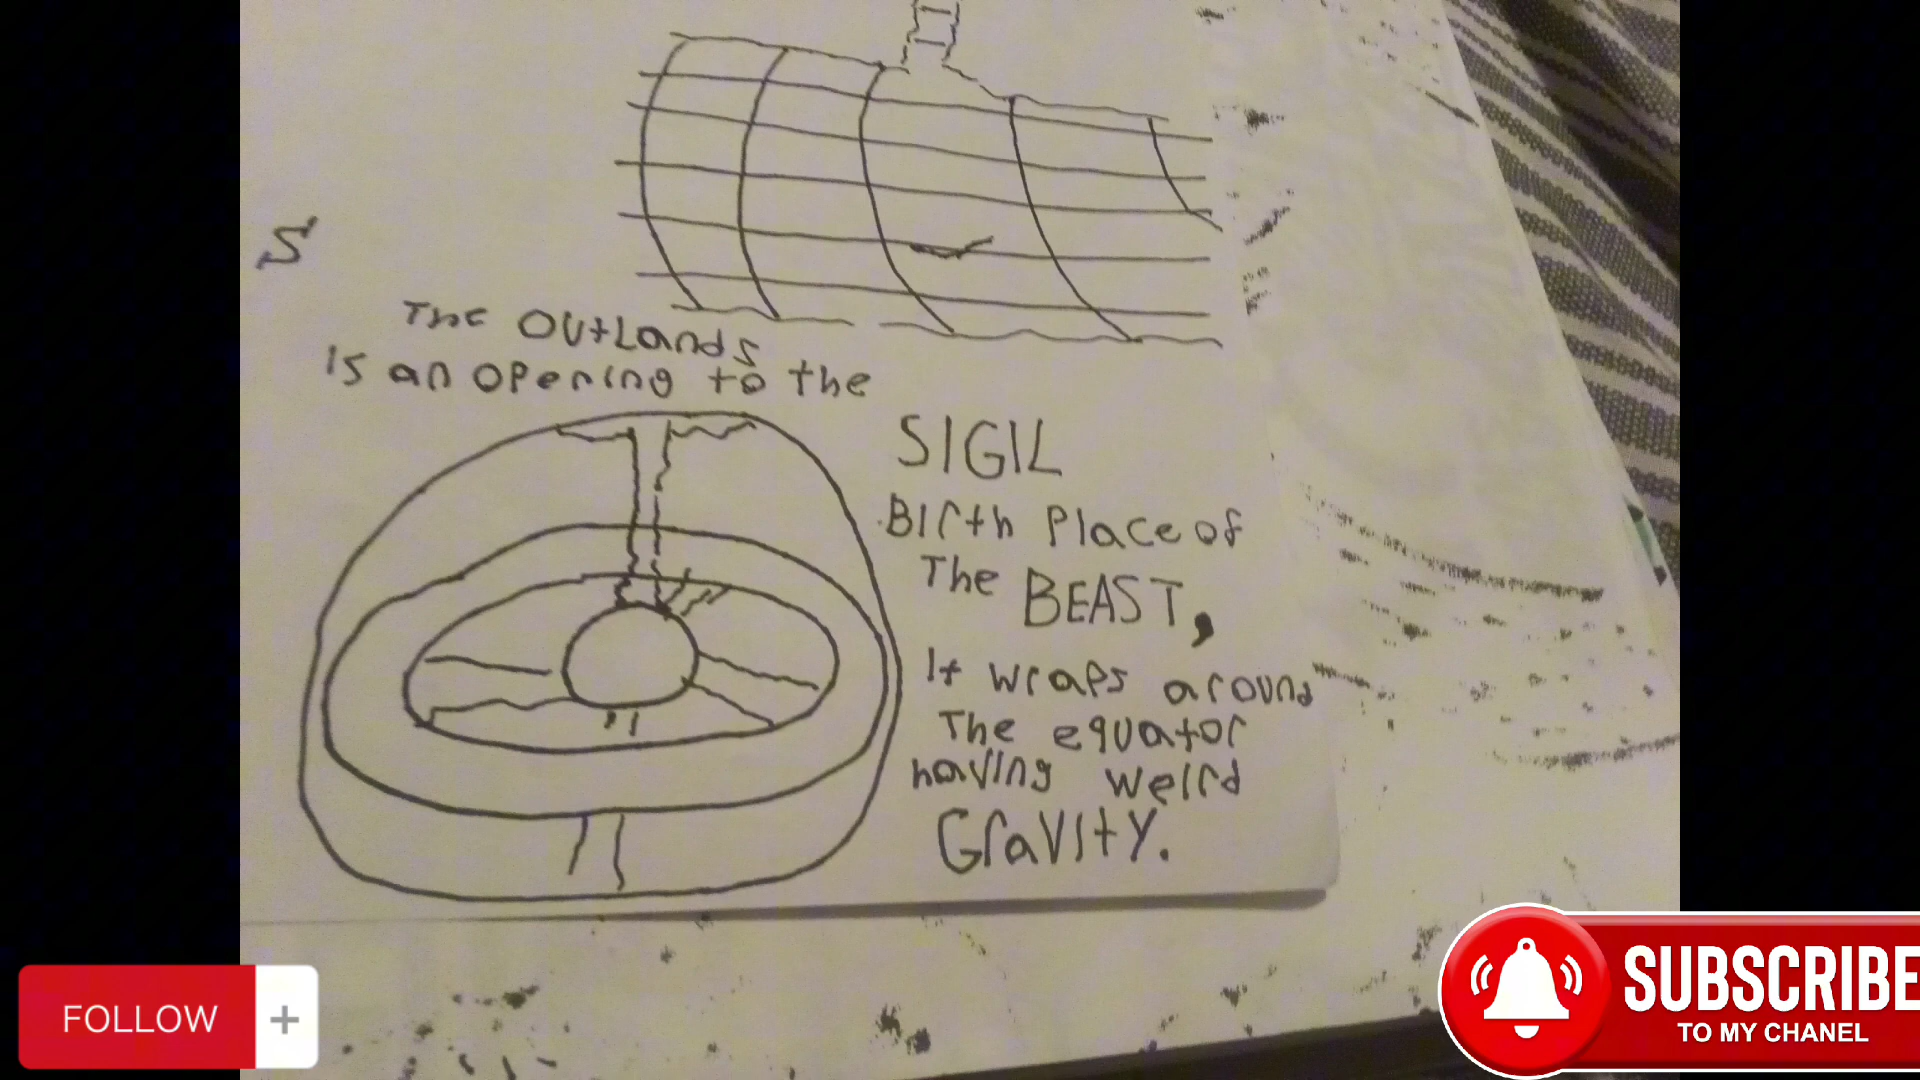 S
The Outlands
is an opening to the
SIGIL
Birth Place of
The BEAST,
It wraps around
The equator
having weird
Gravity.
FOLLOW +
SUBSCRIBE
TO MY CHANEL